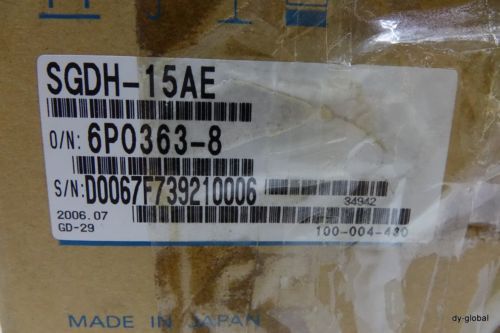 SGDH-15AE
O/N: 6P0363-8
S/N: D0067F739210006
34942
2006.07
GD-29
100-004-430
MADE IN JAPAN
dy-global